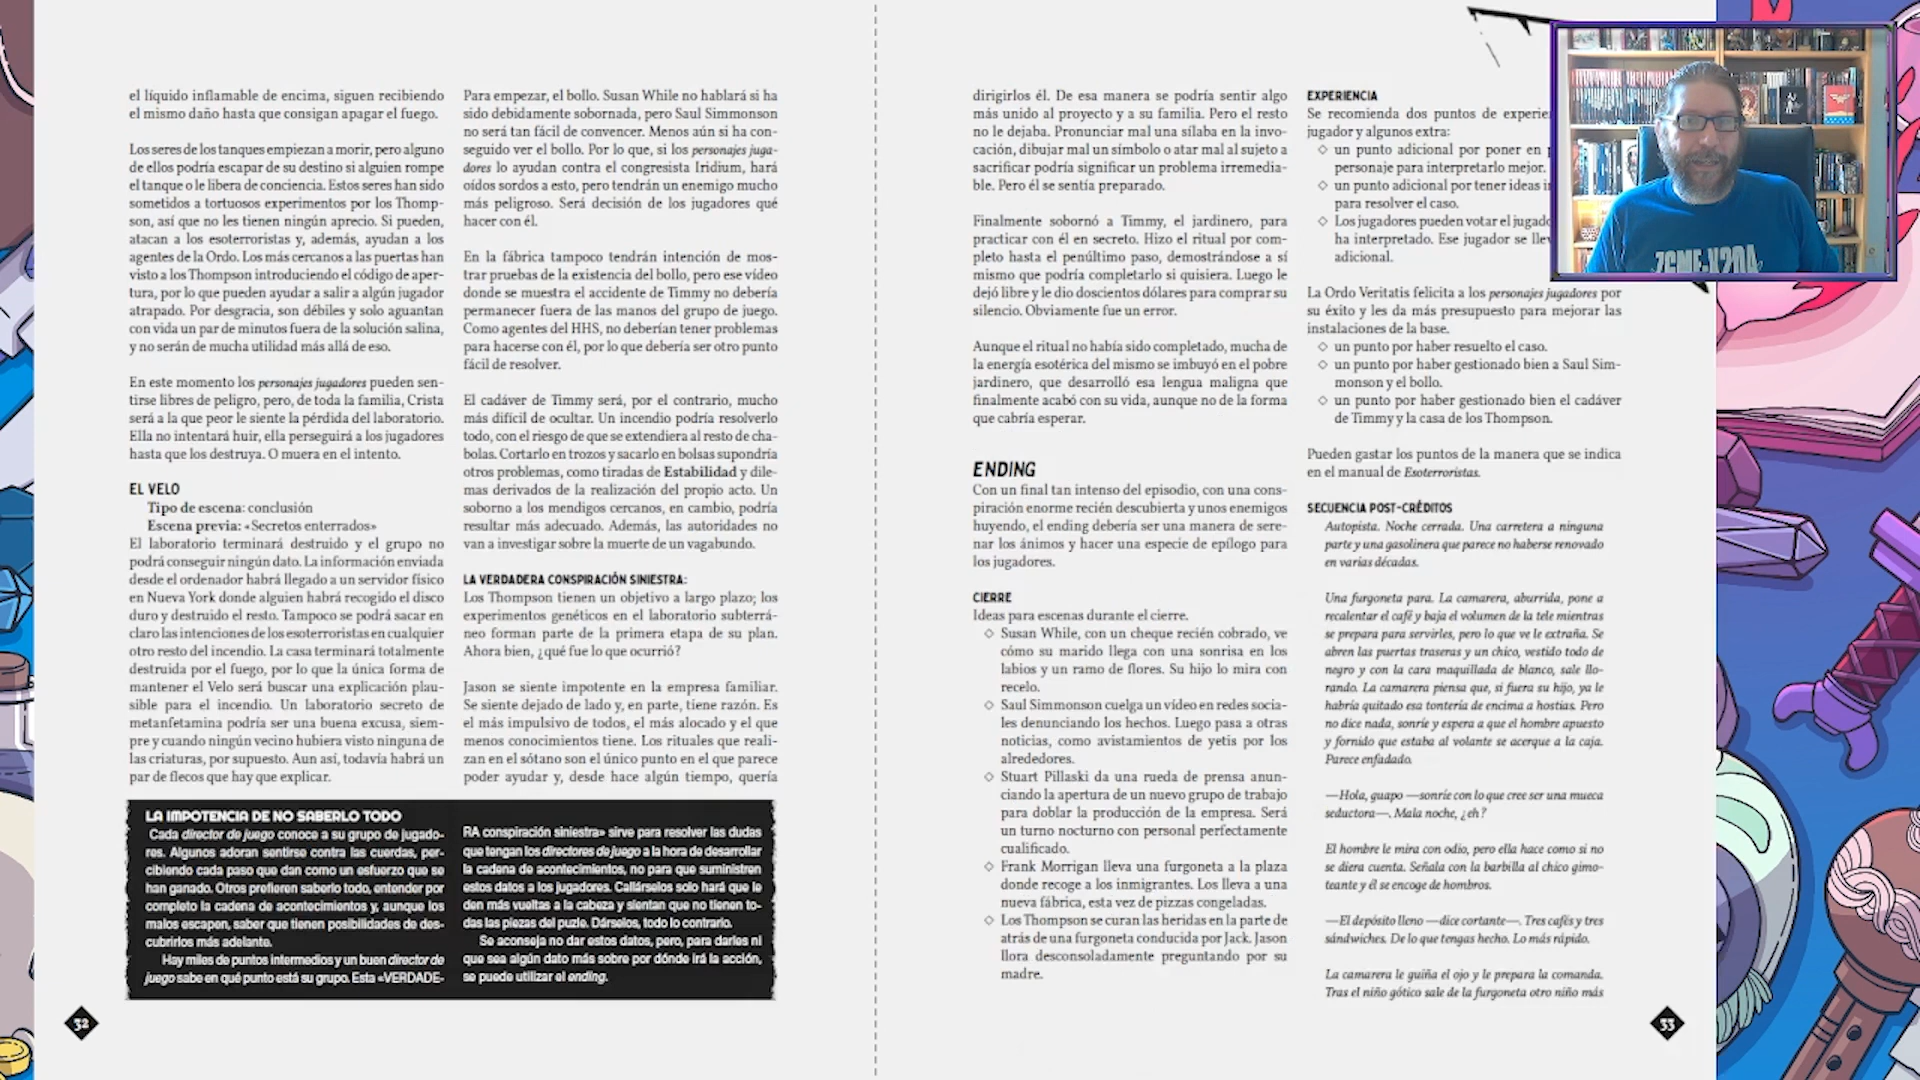 el líquido inflamable de encima, siguen recibiendo
el mismo daño hasta que consigan apagar el fuego.
Los seres de los tanques empiezan a morir, pero alguno
de ellos podría escapar de su destino si alguien rompe
el tanque o le libera de conciencia. Estos seres han sido
sometidos a tortuosos experimentos por los Thomp-
son, así que no les tienen ningún aprecio. Si pueden,
atacan a los esoterroristas y, además, ayudan a los
agentes de la Ordo. Los más cercanos a las puertas han
visto a los Thompson introduciendo el código de aper-
tura, por lo que pueden ayudar a salir a algún jugador
atrapado. Por desgracia, son débiles y solo aguantan
con vida un par de minutos fuera de la solución salina,
y no serán de mucha utilidad más allá de eso.
En este momento los personajes jugadores pueden sen-
tirse libres de peligro, pero, de toda la familia, Crista
será a la que peor le siente la pérdida del laboratorio.
Ella no intentará huir, ella perseguirá a los jugadores
hasta que los destruya. O muera en el intento.
EL VELO
Tipo de escena: conclusión
Escena previa: «Secretos enterrados»
El laboratorio terminará destruido y el grupo no
podrá conseguir ningún dato. La información enviada
desde el ordenador habrá llegado a un servidor físico
en Nueva York donde alguien habrá recogido el disco
duro y destruido el resto. Tampoco se podrá sacar en
claro las intenciones de los esoterroristas en cualquier
otro resto del incendio. La casa terminará totalmente
destruida por el fuego, por lo que la única forma de
mantener el Velo será buscar una explicación plau-
sible para el incendio. Un laboratorio secreto de
metanfetamina podría ser una buena excusa, siem-
pre y cuando ningún vecino hubiera visto ninguna de
las criaturas, por supuesto. Aun así, todavía habrá un
par de flecos que hay que explicar.
Para empezar, el bollo. Susan While no hablará si ha
sido debidamente sobornada, pero Saul Simmonson
no será tan fácil de convencer. Menos aún si ha con-
seguido ver el bollo. Por lo que, si los personajes juga-
dores lo ayudan contra el congresista Iridium, hará
oídos sordos a esto, pero tendrán un enemigo mucho
más peligroso. Será decisión de los jugadores qué
hacer con él.
En la fábrica tampoco tendrán intención de mos-
trar pruebas de la existencia del bollo, pero ese vídeo
donde se muestra el accidente de Timmy no debería
permanecer fuera de las manos del grupo de juego.
Como agentes del HHS, no deberían tener problemas
para hacerse con él, por lo que debería ser otro punto
fácil de resolver.
El cadáver de Timmy será, por el contrario, mucho
más difícil de ocultar. Un incendio podría resolverlo
todo, con el riesgo de que se extendiera al resto de cha-
bolas. Cortarlo en trozos y sacarlo en bolsas supondría
otros problemas, como tiradas de Estabilidad y dile-
mas derivados de la realización del propio acto. Un
soborno a los mendigos cercanos, en cambio, podría
resultar más adecuado. Además, las autoridades no
van a investigar sobre la muerte de un vagabundo.
LA VERDADERA CONSPIRACIÓN SINIESTRA:
Los Thompson tienen un objetivo a largo plazo; los
experimentos genéticos en el laboratorio subterrá-
neo forman parte de la primera etapa de su plan.
Ahora bien, ¿qué fue lo que ocurrió?
Jason se siente impotente en la empresa familiar.
Se siente dejado de lado y, en parte, tiene razón. Es
el más impulsivo de todos, el más alocado y el que
menos conocimientos tiene. Los rituales que reali-
zan en el sótano son el único punto en el que parece
poder ayudar y, desde hace algún tiempo, quería
LA IMPOTENCIA DE NO SABERLO TODO
Cada director de juego conoce a su grupo de jugado-
res. Algunos adoran sentirse contra las cuerdas, per-
cibiendo cada paso que dan como un esfuerzo que se
han ganado. Otros prefieren saberlo todo, entender por
completo la cadena de acontecimientos y, aunque los
malos escapen, saber que tienen posibilidades de des-
cubrirlos más adelante.
Hay miles de puntos intermedios y un buen director de
juego sabe en qué punto está su grupo. Esta «VERDADE-
RA conspiración siniestra» sirve para resolver las dudas
que tengan los directores de juego a la hora de desarrollar
la cadena de acontecimientos, no para que suministren
estos datos a los jugadores. Callárselos solo hará que le
den más vueltas a la cabeza y sientan que no tienen to-
das las piezas del puzle. Dárselos, todo lo contrario.
Se aconseja no dar estos datos, pero, para darles ni
que sea algún dato más sobre por dónde irá la acción,
se puede utilizar el ending.
32
dirigirlos él. De esa manera se podría sentir algo
más unido al proyecto y a su familia. Pero el resto
no le dejaba. Pronunciar mal una sílaba en la invo-
cación, dibujar mal un símbolo o atar mal al sujeto a
sacrificar podría significar un problema irremedia-
ble. Pero él se sentía preparado.
Finalmente sobornó a Timmy, el jardinero, para
practicar con él en secreto. Hizo el ritual por com-
pleto hasta el penúltimo paso, demostrándose a sí
mismo que podría completarlo si quisiera. Luego le
dejó libre y le dio doscientos dólares para comprar su
silencio. Obviamente fue un error.
Aunque el ritual no había sido completado, mucha de
la energía esotérica del mismo se imbuyó en el pobre
jardinero, que desarrolló esa lengua maligna que
finalmente acabó con su vida, aunque no de la forma
que cabría esperar.
ENDING
Con un final tan intenso del episodio, con una cons-
piración enorme recién descubierta y unos enemigos
huyendo, el ending debería ser una manera de sere-
nar los ánimos y hacer una especie de epílogo para
los jugadores.
CIERRE
Ideas para escenas durante el cierre.
◇ Susan While, con un cheque recién cobrado, ve
cómo su marido llega con una sonrisa en los
labios y un ramo de flores. Su hijo lo mira con
recelo.
◇ Saul Simmonson cuelga un vídeo en redes socia-
les denunciando los hechos. Luego pasa a otras
noticias, como avistamientos de yetis por los
alrededores.
◇ Stuart Pillaski da una rueda de prensa anun-
ciando la apertura de un nuevo grupo de trabajo
para doblar la producción de la empresa. Será
un turno nocturno con personal perfectamente
cualificado.
◇ Frank Morrigan lleva una furgoneta a la plaza
donde recoge a los inmigrantes. Los lleva a una
nueva fábrica, esta vez de pizzas congeladas.
◇ Los Thompson se curan las heridas en la parte de
atrás de una furgoneta conducida por Jack. Jason
llora desconsoladamente preguntando por su
madre.
EXPERIENCIA
Se recomienda dos puntos de experie
jugador y algunos extra:
◇ un punto adicional por poner en p
personaje para interpretarlo mejor.
◇ un punto adicional por tener ideas i
para resolver el caso.
◇ Los jugadores pueden votar el jugado
ha interpretado. Ese jugador se llev
adicional.
La Ordo Veritatis felicita a los personajes jugadores por
su éxito y les da más presupuesto para mejorar las
instalaciones de la base.
◇ un punto por haber resuelto el caso.
◇ un punto por haber gestionado bien a Saul Sim-
monson y el bollo.
◇ un punto por haber gestionado bien el cadáver
de Timmy y la casa de los Thompson.
Pueden gastar los puntos de la manera que se indica
en el manual de Esoterroristas.
SECUENCIA POST-CRÉDITOS
Autopista. Noche cerrada. Una carretera a ninguna
parte y una gasolinera que parece no haberse renovado
en varias décadas.
Una furgoneta para. La camarera, aburrida, pone a
recalentar el café y baja el volumen de la tele mientras
se prepara para servirles, pero lo que ve le extraña. Se
abren las puertas traseras y un chico, vestido todo de
negro y con la cara maquillada de blanco, sale llo-
rando. La camarera piensa que, si fuera su hijo, ya le
habría quitado esa tontería de encima a hostias. Pero
no dice nada, sonríe y espera a que el hombre apuesto
y fornido que estaba al volante se acerque a la caja.
Parece enfadado.
—Hola, guapo —sonríe con lo que cree ser una mueca
seductora—. Mala noche, ¿eh?
El hombre le mira con odio, pero ella hace como si no
se diera cuenta. Señala con la barbilla al chico gimo-
teante y él se encoge de hombros.
—El depósito lleno —dice cortante—. Tres cafés y tres
sándwiches. De lo que tengas hecho. Lo más rápido.
La camarera le guiña el ojo y le prepara la comanda.
Tras el niño gótico sale de la furgoneta otro niño más
33
ZGMF-X20A